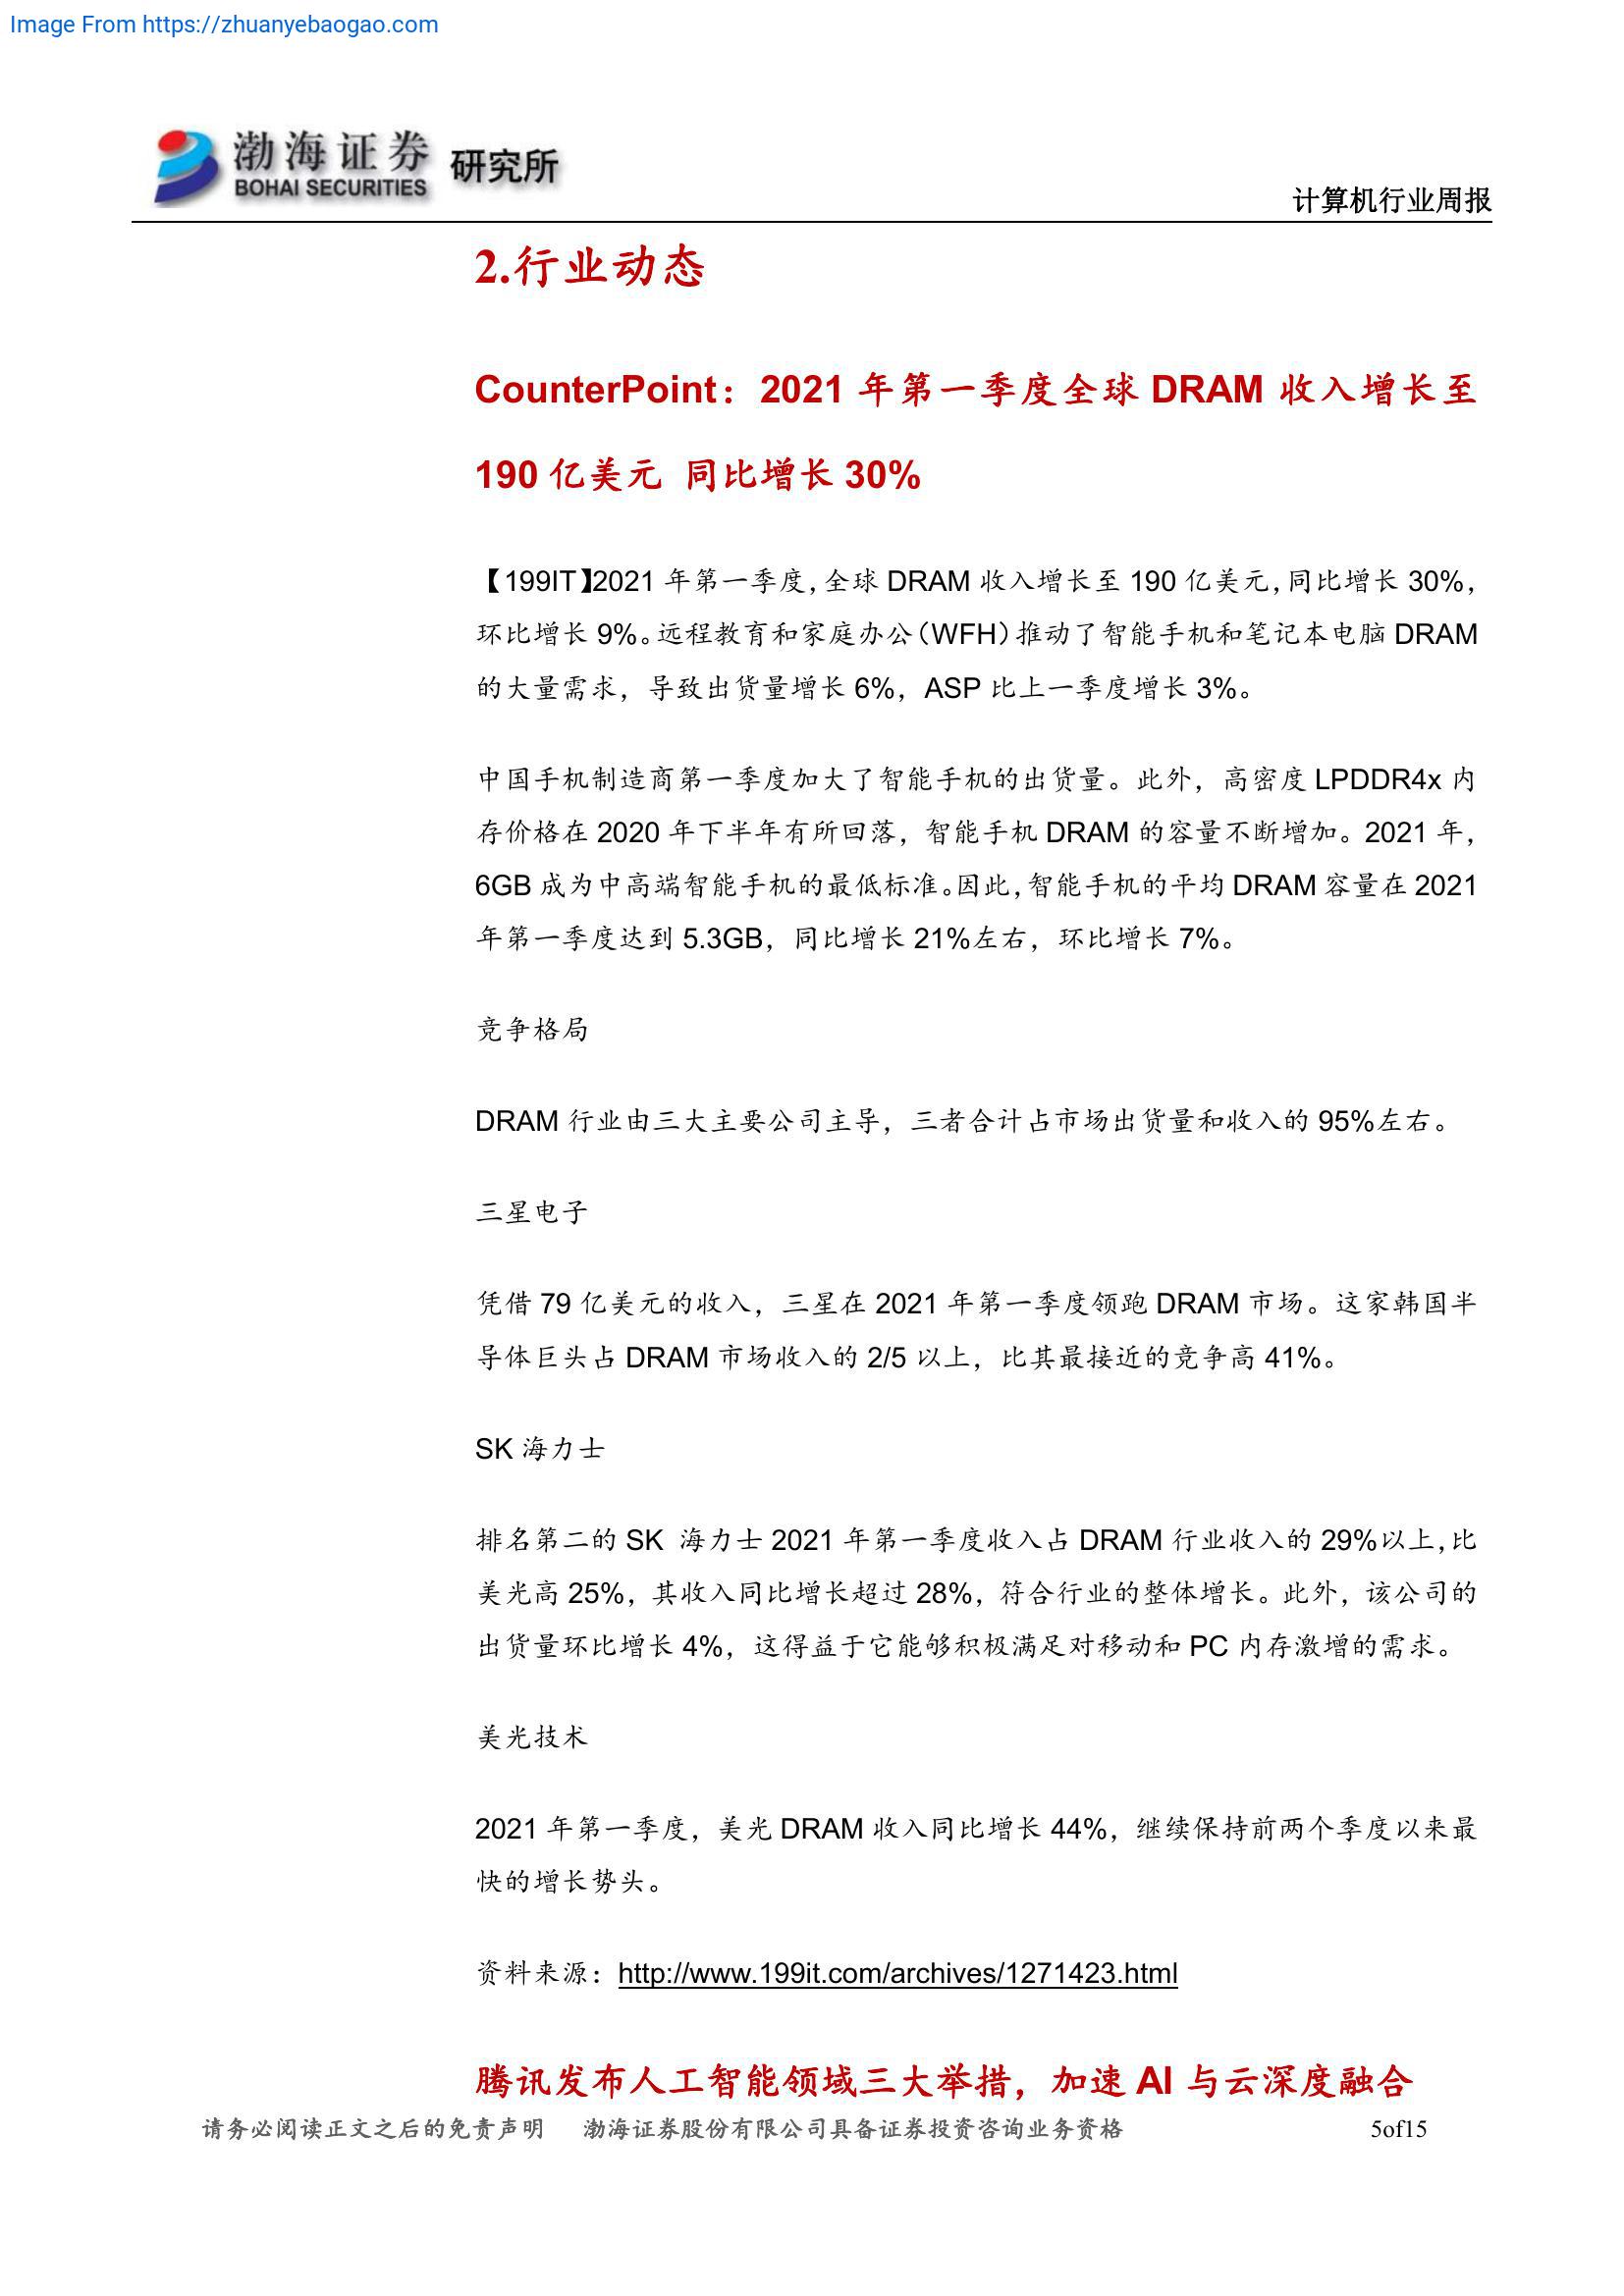 Image From https://zhuanyebaogao.com
渤海证券 研究所
BOHAI SECURITIES
计算机行业周报
2.行业动态
CounterPoint：2021 年第一季度全球 DRAM 收入增长至
190 亿美元 同比增长 30%
【199IT】2021 年第一季度，全球 DRAM 收入增长至 190 亿美元，同比增长 30%，
环比增长 9%。远程教育和家庭办公（WFH）推动了智能手机和笔记本电脑 DRAM
的大量需求，导致出货量增长 6%，ASP 比上一季度增长 3%。
中国手机制造商第一季度加大了智能手机的出货量。此外，高密度 LPDDR4x 内
存价格在 2020 年下半年有所回落，智能手机 DRAM 的容量不断增加。2021 年，
6GB 成为中高端智能手机的最低标准。因此，智能手机的平均 DRAM 容量在 2021
年第一季度达到 5.3GB，同比增长 21%左右，环比增长 7%。
竞争格局
DRAM 行业由三大主要公司主导，三者合计占市场出货量和收入的 95%左右。
三星电子
凭借 79 亿美元的收入，三星在 2021 年第一季度领跑 DRAM 市场。这家韩国半
导体巨头占 DRAM 市场收入的 2/5 以上，比其最接近的竞争高 41%。
SK 海力士
排名第二的 SK 海力士 2021 年第一季度收入占 DRAM 行业收入的 29%以上，比
美光高 25%，其收入同比增长超过 28%，符合行业的整体增长。此外，该公司的
出货量环比增长 4%，这得益于它能够积极满足对移动和 PC 内存激增的需求。
美光技术
2021 年第一季度，美光 DRAM 收入同比增长 44%，继续保持前两个季度以来最
快的增长势头。
资料来源：http://www.199it.com/archives/1271423.html
腾讯发布人工智能领域三大举措，加速 AI 与云深度融合
请务必阅读正文之后的免责声明 渤海证券股份有限公司具备证券投资咨询业务资格 5of15